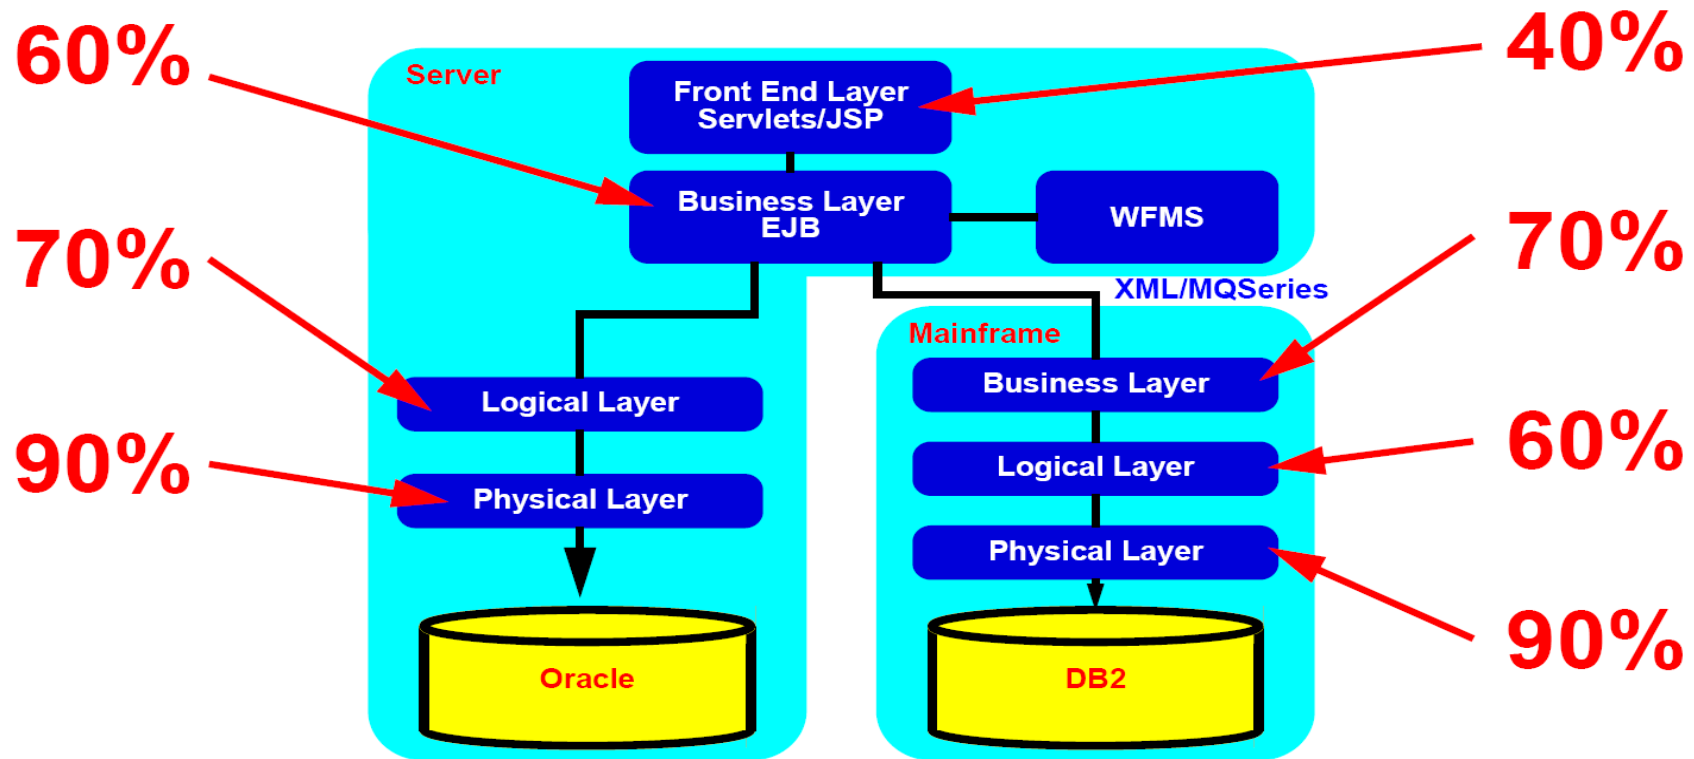 60%
40%
Server
Front End Layer
Servlets/JSP
Business Layer
EJB
WFMS
70%
70%
XML/MQSeries
Mainframe
Business Layer
Logical Layer
60%
90%
Logical Layer
Physical Layer
Physical Layer
90%
Oracle
DB2